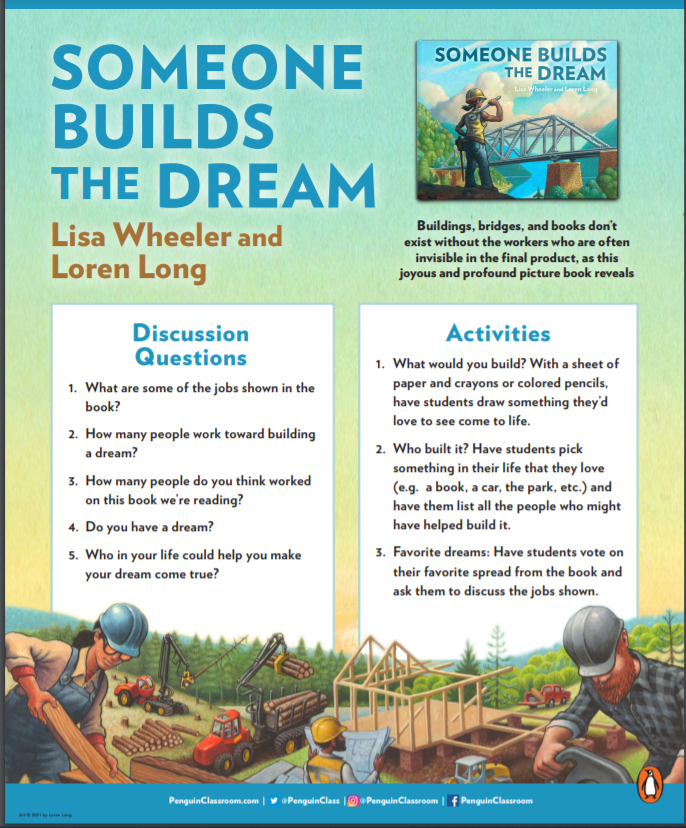 SOMEONE
BUILDS
THE DREAM
Lisa Wheeler and
Loren Long
SOMEONE BUILDS
THE DREAM
Lisa Wheeler and Loren Long
Buildings, bridges, and books don't
exist without the workers who are often
invisible in the final product, as this
joyous and profound picture book reveals
Discussion
Questions
1. What are some of the jobs shown in the
book?
2. How many people work toward building
a dream?
3. How many people do you think worked
on this book we're reading?
4. Do you have a dream?
5. Who in your life could help you make
your dream come true?
Activities
1. What would you build? With a sheet of
paper and crayons or colored pencils,
have students draw something they'd
love to see come to life.
2. Who built it? Have students pick
something in their life that they love
(e.g. a book, a car, the park, etc.) and
have them list all the people who might
have helped build it.
3. Favorite dreams: Have students vote on
their favorite spread from the book and
ask them to discuss the jobs shown.
PenguinClassroom.com | @PenguinClass | @PenguinClassroom | PenguinClassroom
Art © 2021 by Loren Long